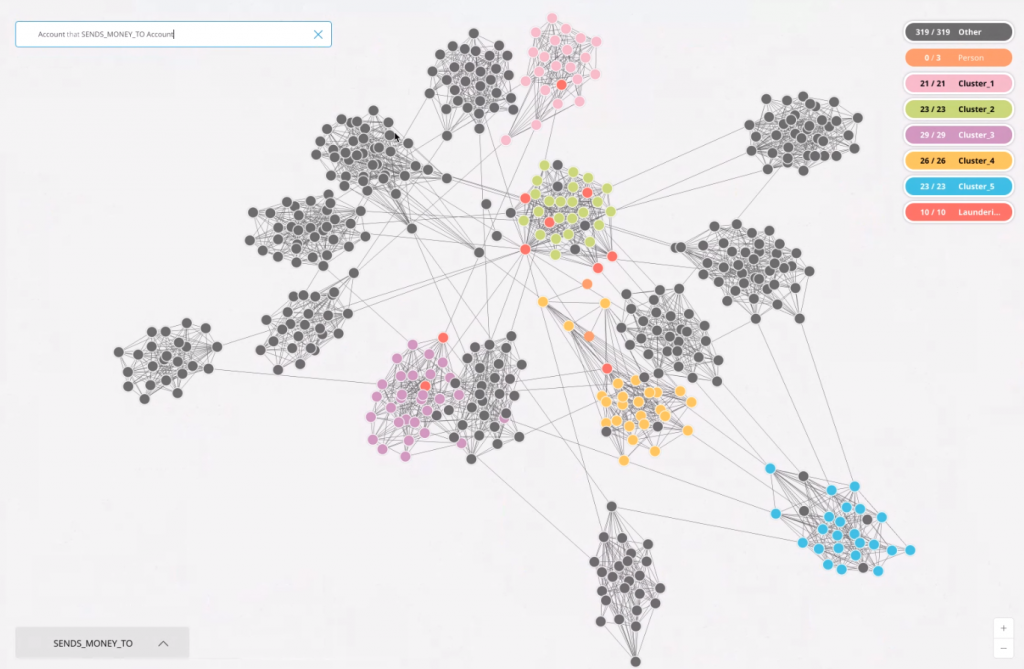 Account that SENDS_MONEY_TO Account
319 / 319 Other
0 / 3 Person
21 / 21 Cluster_1
23 / 23 Cluster_2
29 / 29 Cluster_3
26 / 26 Cluster_4
23 / 23 Cluster_5
10 / 10 Launderi...
SENDS_MONEY_TO